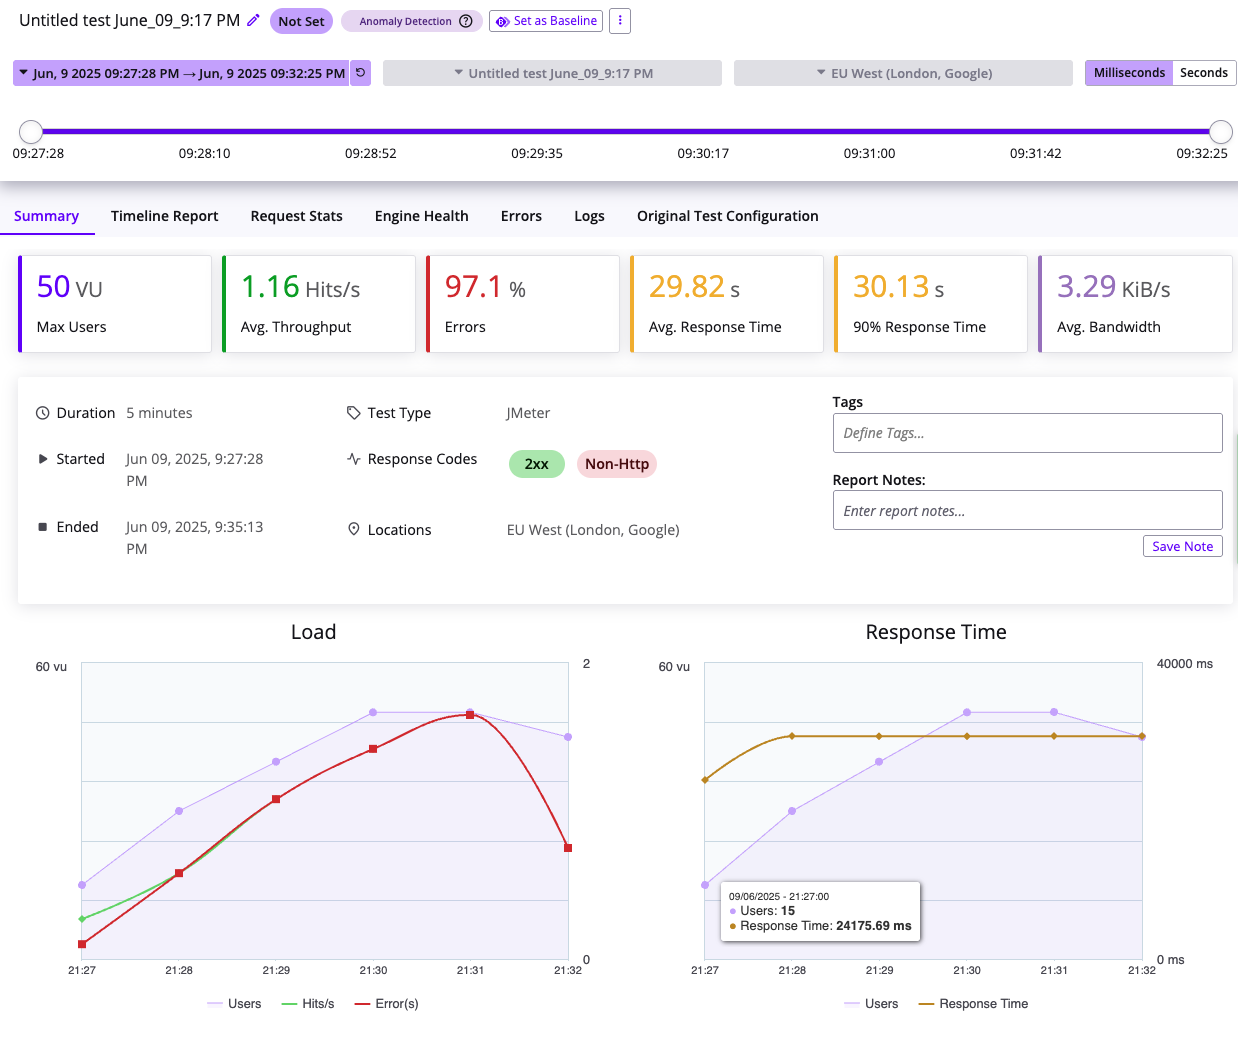 Untitled test June_09_9:17 PM Not Set Anomaly Detection ? Set as Baseline
Jun, 9 2025 09:27:28 PM → Jun, 9 2025 09:32:25 PM Untitled test June_09_9:17 PM EU West (London, Google) Milliseconds Seconds
09:27:28 09:28:10 09:28:52 09:29:35 09:30:17 09:31:00 09:31:42 09:32:25
Summary Timeline Report Request Stats Engine Health Errors Logs Original Test Configuration
50 VU 1.16 Hits/s 97.1 % 29.82 s 30.13 s 3.29 KiB/s
Max Users Avg. Throughput Errors Avg. Response Time 90% Response Time Avg. Bandwidth
Duration 5 minutes
Started Jun 09, 2025, 9:27:28
PM
Ended Jun 09, 2025, 9:35:13
PM
Test Type JMeter
Response Codes 2xx Non-Http
Locations EU West (London, Google)
Tags
Define Tags...
Report Notes:
Enter report notes...
Save Note
Load
60 vu 2
0
21:27 21:28 21:29 21:30 21:31 21:32
Users Hits/s Error(s)
Response Time
60 vu 40000 ms
09/06/2025 - 21:27:00
Users: 15
Response Time: 24175.69 ms
0 ms
21:27 21:28 21:29 21:30 21:31 21:32
Users Response Time